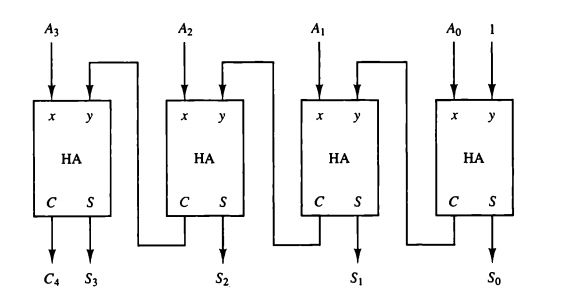 A₃ A₂ A₁ A₀ 1
x y x y x y x y
HA HA HA HA
C S C S C S C S
C₄ S₃ S₂ S₁ S₀